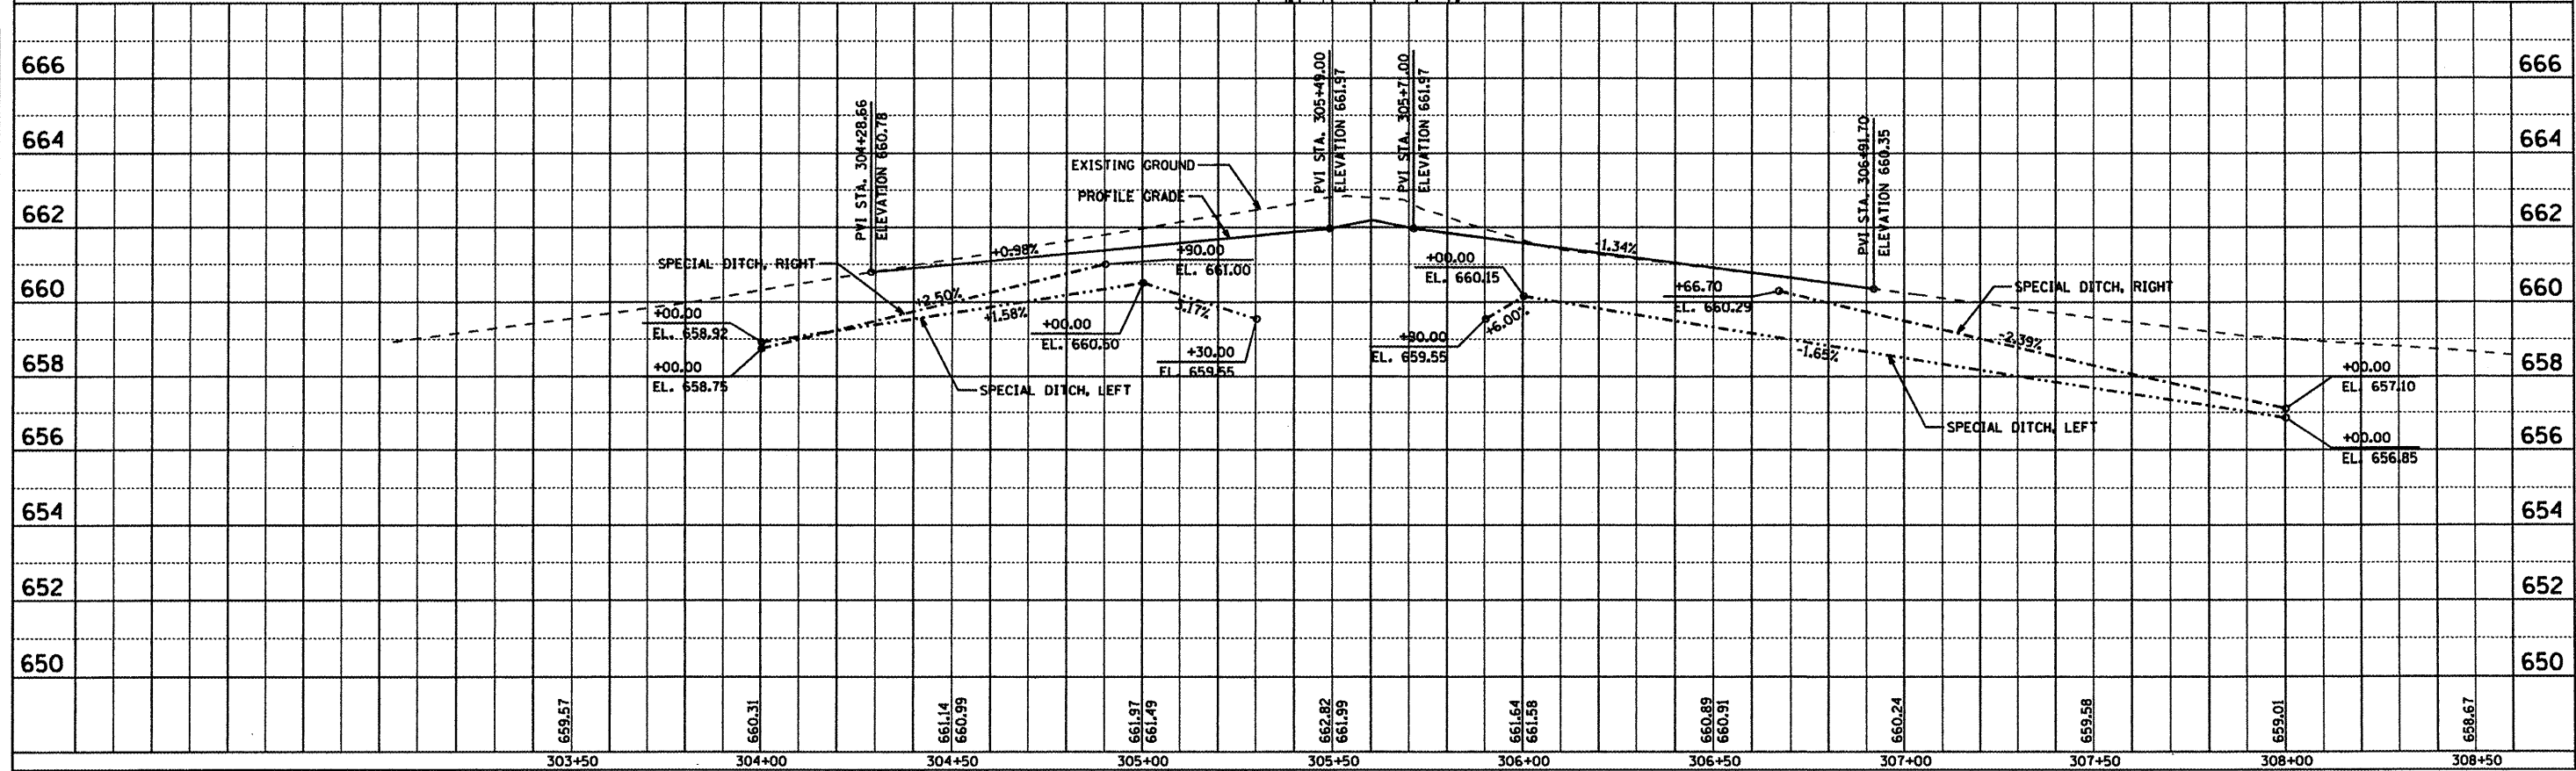 666
666
664
664
662
662
660
660
658
658
656
656
654
654
652
652
650
650
PVI STA. 304+28.66
ELEVATION 660.78
PVI STA. 305+49.00
ELEVATION 661.97
PVI STA. 305+71.00
ELEVATION 661.97
PVI STA. 306+91.70
ELEVATION 660.35
EXISTING GROUND
PROFILE GRADE
SPECIAL DITCH, RIGHT
+0.98%
+90.00
EL. 661.00
+2.50%
+1.58%
+00.00
EL. 658.92
+00.00
EL. 658.75
SPECIAL DITCH, LEFT
+00.00
EL. 660.50
3.17%
+30.00
EL. 659.55
+00.00
EL. 660.15
+6.00%
EL. 659.55
-1.34%
+66.70
EL. 660.29
SPECIAL DITCH, RIGHT
-2.39%
-1.65%
SPECIAL DITCH, LEFT
+00.00
EL. 657.10
+00.00
EL. 656.85
659.57
660.31
661.14
660.99
661.97
661.49
662.82
661.99
661.64
661.58
660.89
660.91
660.24
659.58
659.01
658.67
303+50
304+00
304+50
305+00
305+50
306+00
306+50
307+00
307+50
308+00
308+50